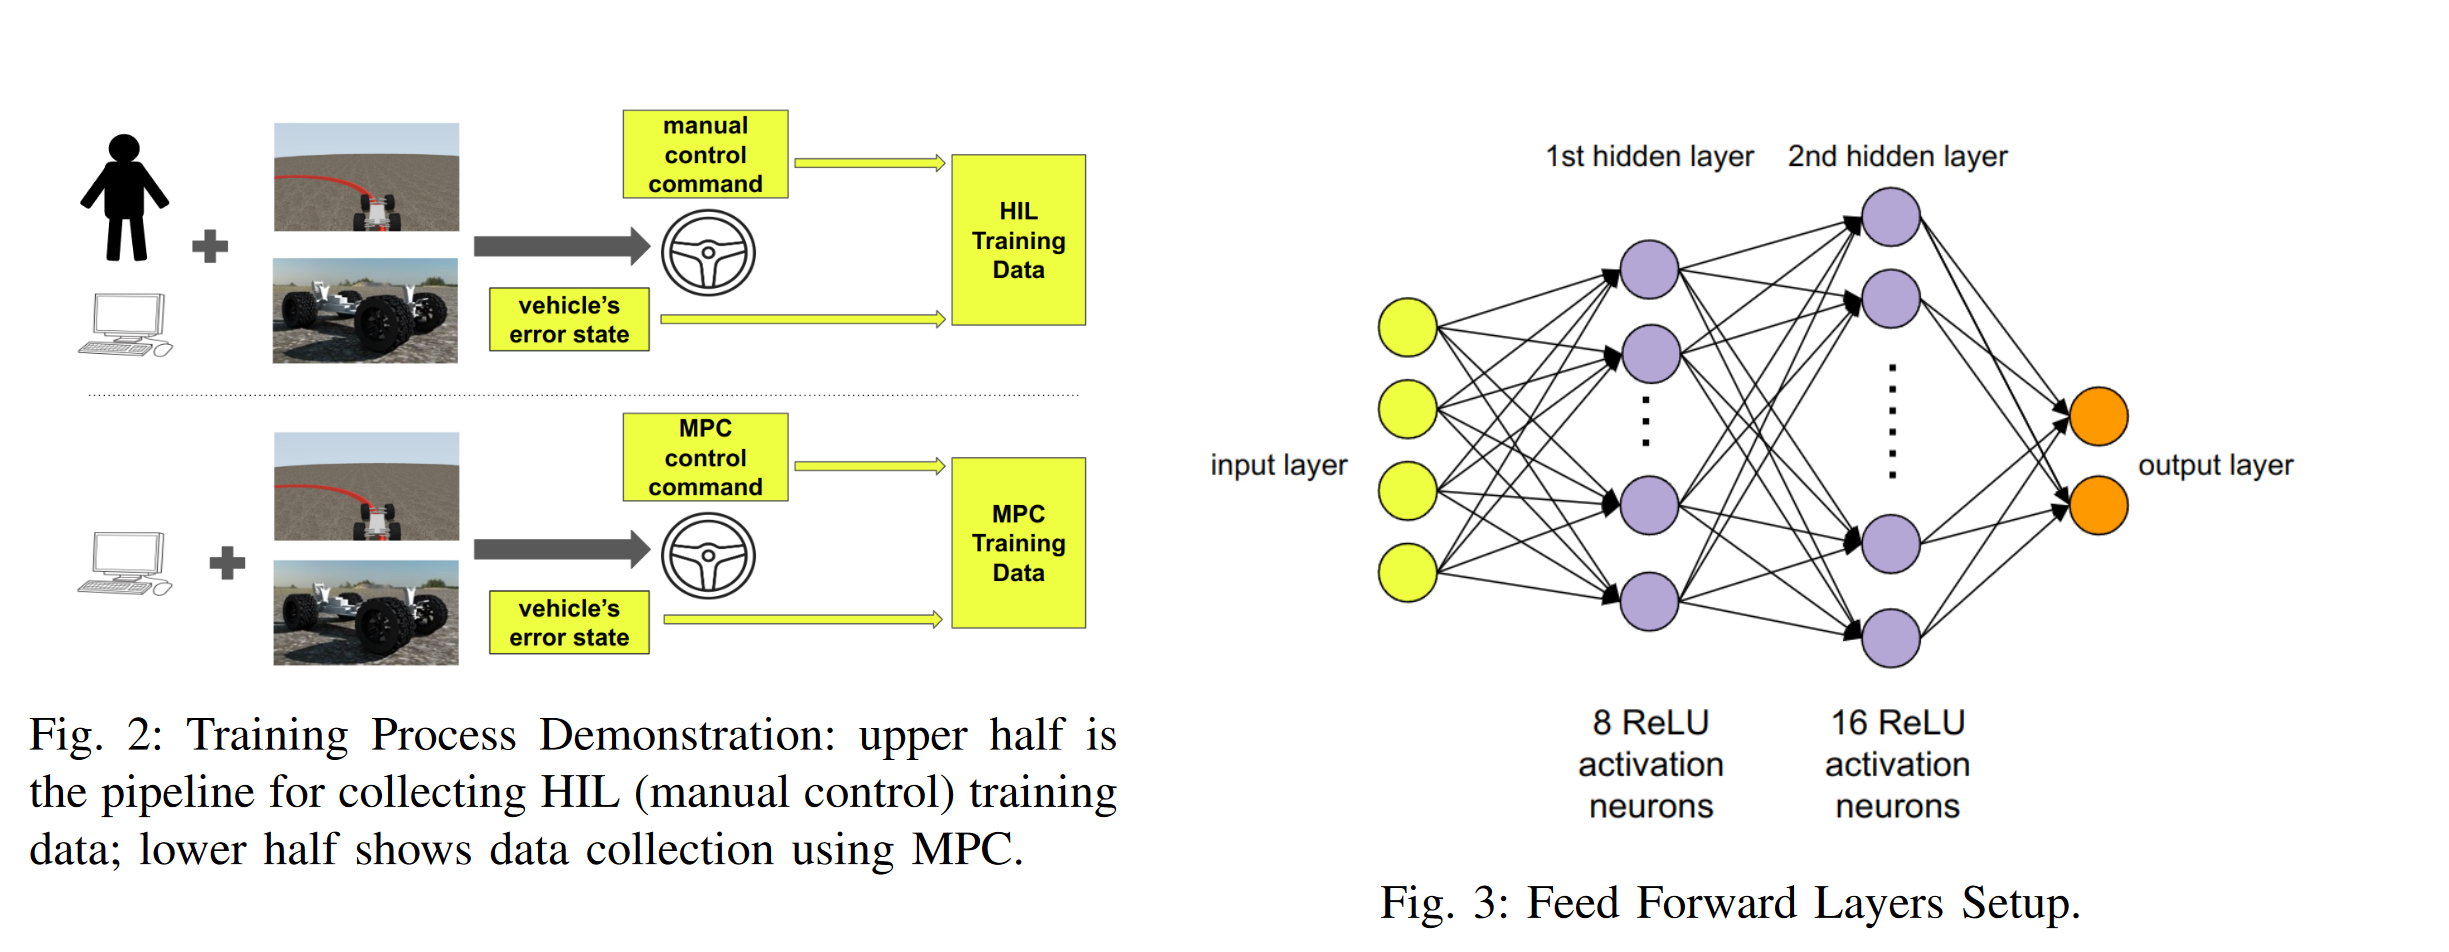 manual
control
command
HIL
Training
Data
vehicle's
error state
MPC
control
command
MPC
Training
Data
vehicle's
error state
Fig. 2: Training Process Demonstration: upper half is
the pipeline for collecting HIL (manual control) training
data; lower half shows data collection using MPC.
1st hidden layer
2nd hidden layer
input layer
output layer
8 ReLU
activation
neurons
16 ReLU
activation
neurons
Fig. 3: Feed Forward Layers Setup.